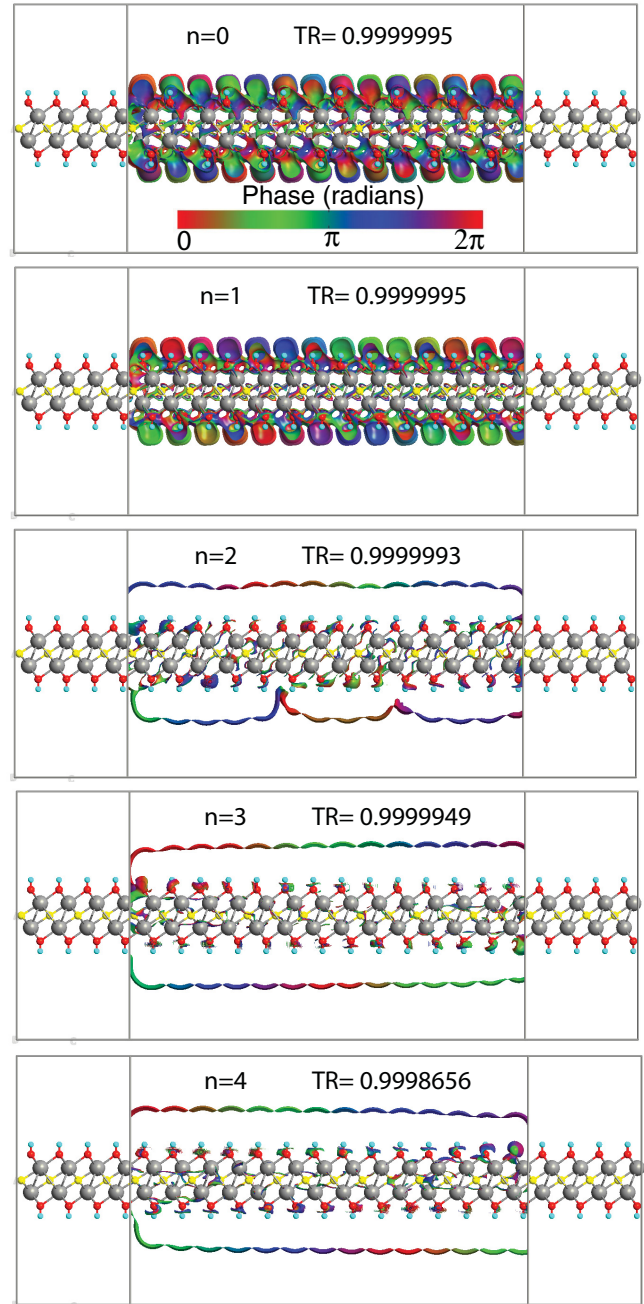 n=0 TR= 0.9999995
Phase (radians)
0 π 2π
n=1 TR= 0.9999995
n=2 TR= 0.9999993
n=3 TR= 0.9999949
n=4 TR= 0.9998656